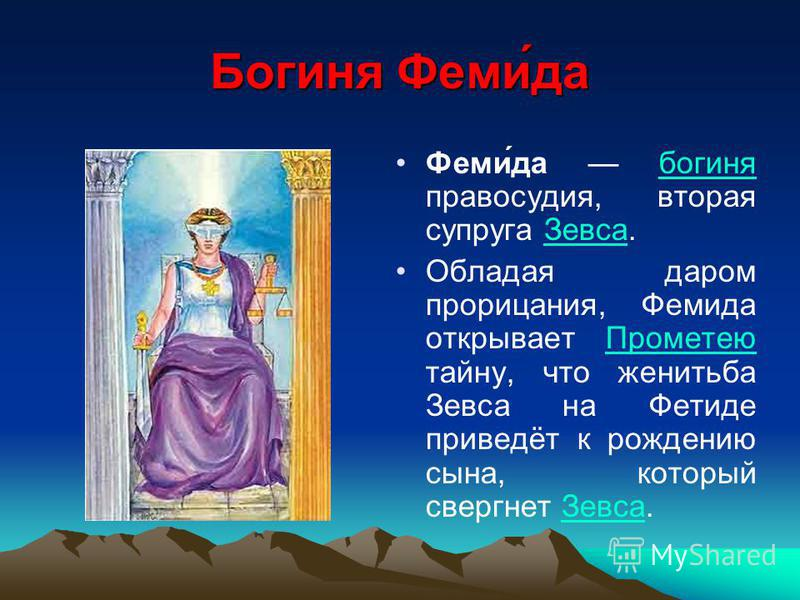 Богиня Феми́да
• Феми́да — богиня
правосудия, вторая
супруга Зевса.
• Обладая даром
прорицания, Фемида
открывает Прометею
тайну, что женитьба
Зевса на Фетиде
приведёт к рождению
сына, который
свергнет Зевса.
MyShared